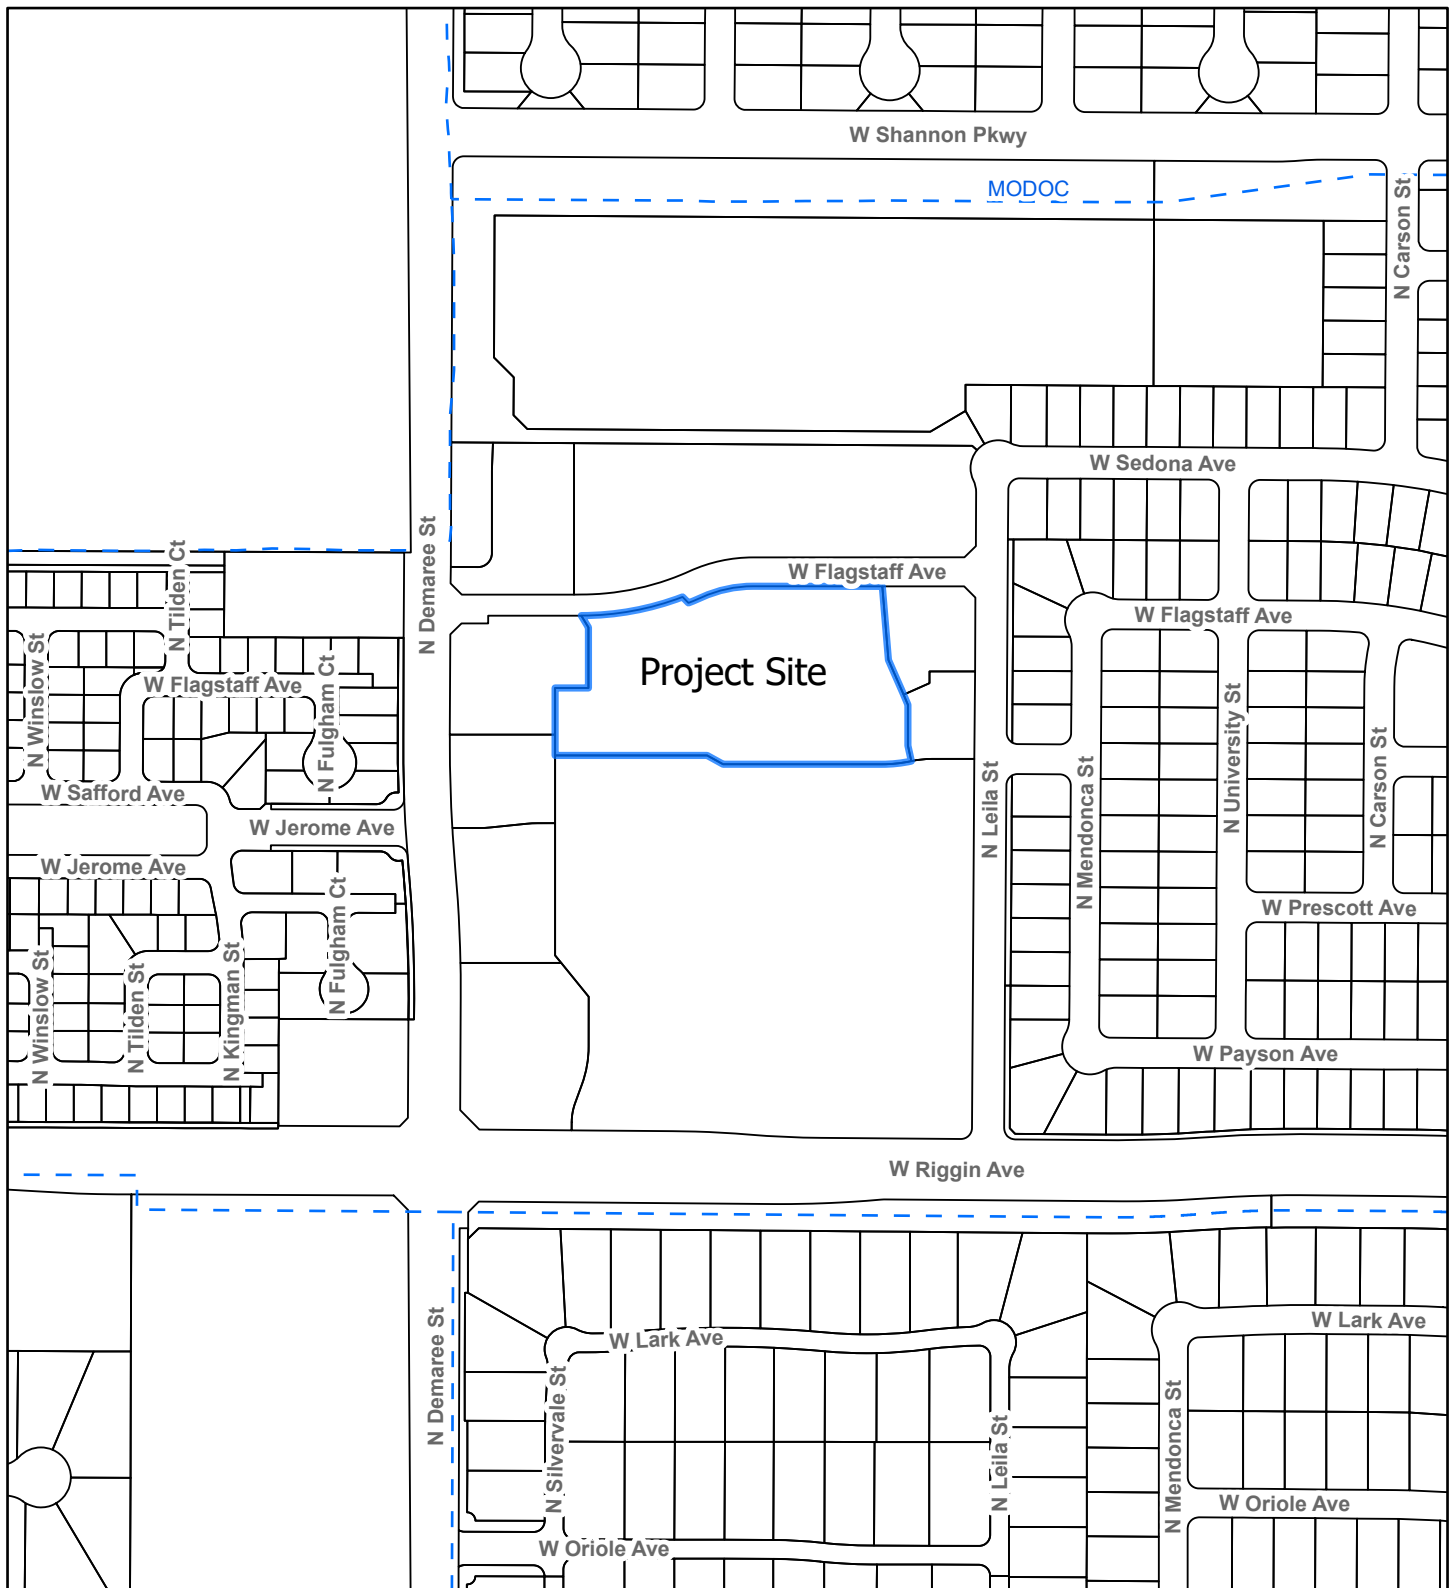 W Shannon Pkwy
MODOC
N Carson St
W Sedona Ave
N Demaree St
N Tilden Ct
W Flagstaff Ave
W Flagstaff Ave
N Winslow St
W Flagstaff Ave
N Fulgham Ct
Project Site
N University St
N Carson St
N Leila St
N Mendonca St
W Safford Ave
W Jerome Ave
W Jerome Ave
N Fulgham Ct
W Prescott Ave
N Winslow St
N Tilden St
N Kingman St
W Payson Ave
W Riggin Ave
N Demaree St
W Lark Ave
W Lark Ave
N Silvervale St
N Leila St
N Mendonca St
W Oriole Ave
W Oriole Ave